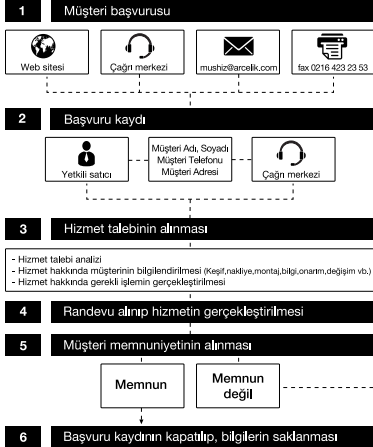 1 Müşteri başvurusu
Web sitesi
Çağrı merkezi
mushiz@arcelik.com
fax 0216 423 23 53
2 Başvuru kaydı
Yetkili satıcı
Müşteri Adı, Soyadı
Müşteri Telefonu
Müşteri Adresi
Çağrı merkezi
3 Hizmet talebinin alınması
- Hizmet talebi analizi
- Hizmet hakkında müşterinin bilgilendirilmesi (Keşif,nakliye,montaj,bilgi,onarım,değişim vb.)
- Hizmet hakkında gerekli işlemin gerçekleştirilmesi
4 Randevu alınıp hizmetin gerçekleştirilmesi
5 Müşteri memnuniyetinin alınması
Memnun
Memnun
değil
6 Başvuru kaydının kapatılıp, bilgilerin saklanması